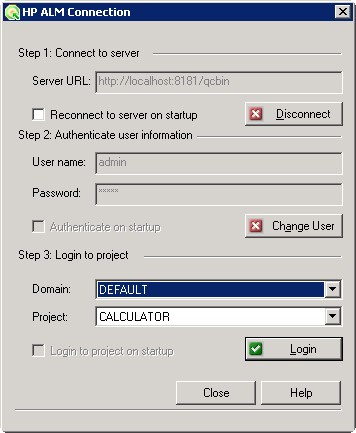 HP ALM Connection
Step 1: Connect to server
Server URL: http://localhost:8181/qcbin
Reconnect to server on startup Disconnect
Step 2: Authenticate user information
User name: admin
Password: *****
Authenticate on startup Change User
Step 3: Login to project
Domain: DEFAULT
Project: CALCULATOR
Login to project on startup Login
Close Help